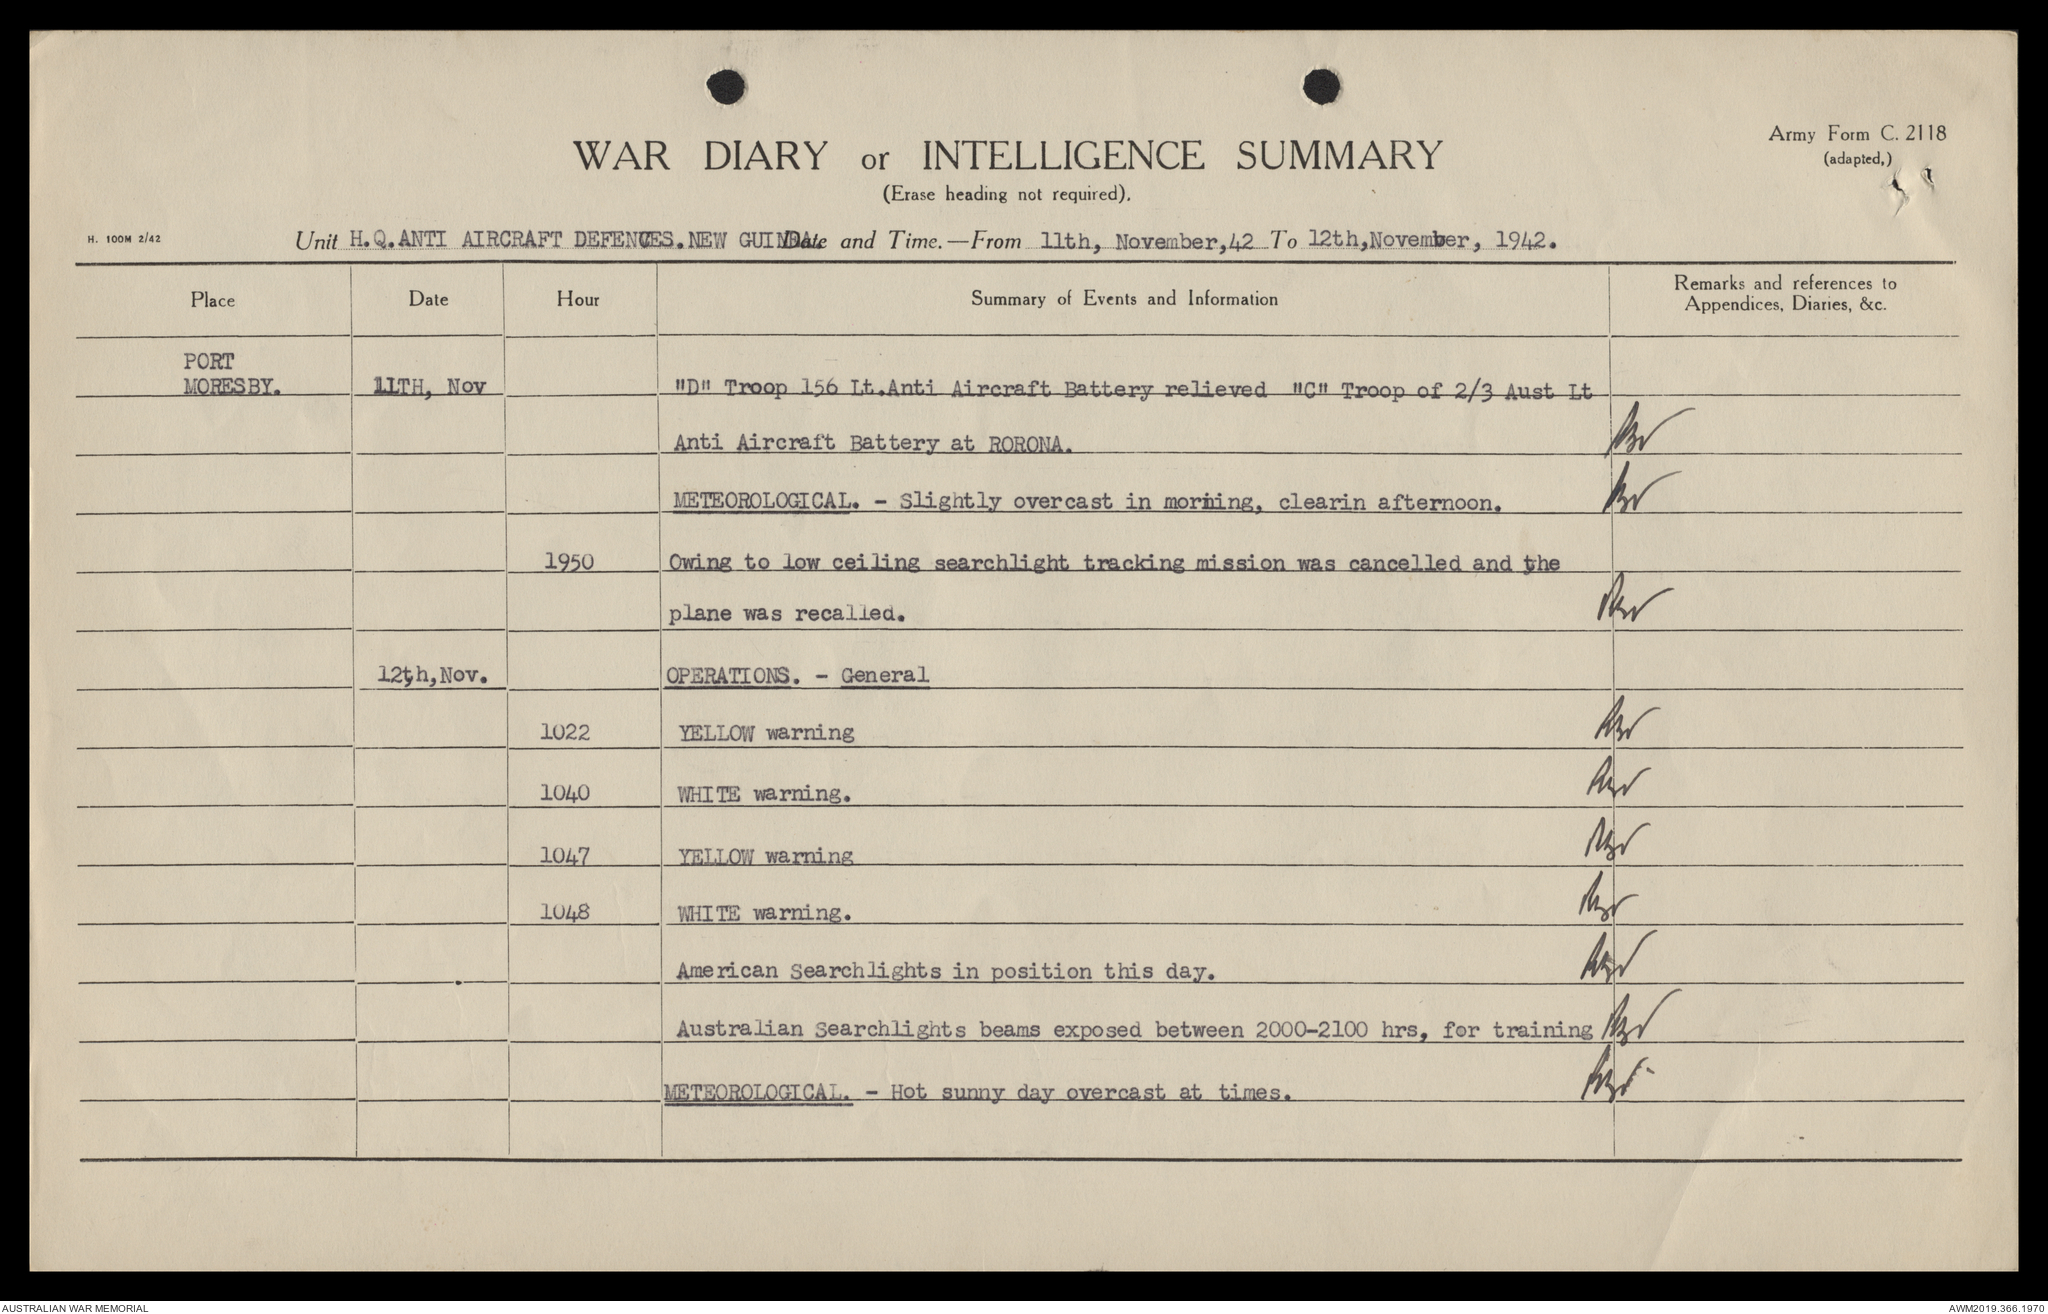 Army Form C. 2118
(adapted,)
WAR DIARY or INTELLIGENCE SUMMARY
(Erase heading not required).
H. 100M 2/42
Unit H.Q.ANTI AIRCRAFT DEFENCES.NEW GUINEA. Date and Time.—From 11th, November,42 To 12th,November, 1942.
Place Date Hour Summary of Events and Information Remarks and references to
Appendices, Diaries, &c.
PORT
MORESBY. 11TH, Nov "D" Troop 156 Lt.Anti Aircraft Battery relieved "C" Troop of 2/3 Aust Lt
Anti Aircraft Battery at RORONA.
METEOROLOGICAL. - Slightly overcast in morning, clearin afternoon.
1950 Owing to low ceiling searchlight tracking mission was cancelled and the
plane was recalled.
12th,Nov. OPERATIONS. - General
1022 YELLOW warning
1040 WHITE warning.
1047 YELLOW warning
1048 WHITE warning.
American Searchlights in position this day.
Australian Searchlights beams exposed between 2000-2100 hrs, for training
METEOROLOGICAL. - Hot sunny day overcast at times.
AUSTRALIAN WAR MEMORIAL AWM2019.366.1970